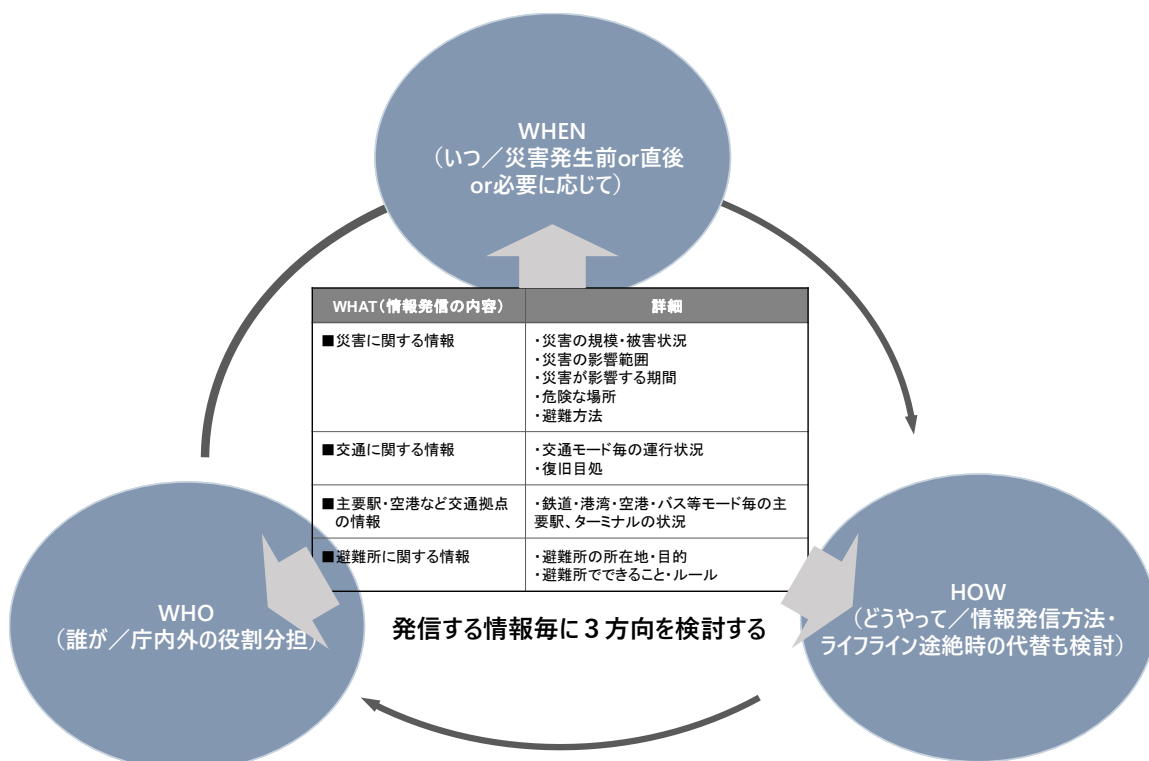 WHEN
（いつ／災害発生前or直後
or必要に応じて）
WHAT（情報発信の内容）
詳細
■災害に関する情報
・災害の規模・被害状況
・災害の影響範囲
・災害が影響する期間
・危険な場所
・避難方法
■交通に関する情報
・交通モード毎の運行状況
・復旧目処
■主要駅・空港など交通拠点
の情報
・鉄道・港湾・空港・バス等モード毎の主
要駅、ターミナルの状況
■避難所に関する情報
・避難所の所在地・目的
・避難所でできること・ルール
WHO
（誰が／庁内外の役割分担）
発信する情報毎に３方向を検討する
HOW
（どうやって／情報発信方法・
ライフライン途絶時の代替も検討）